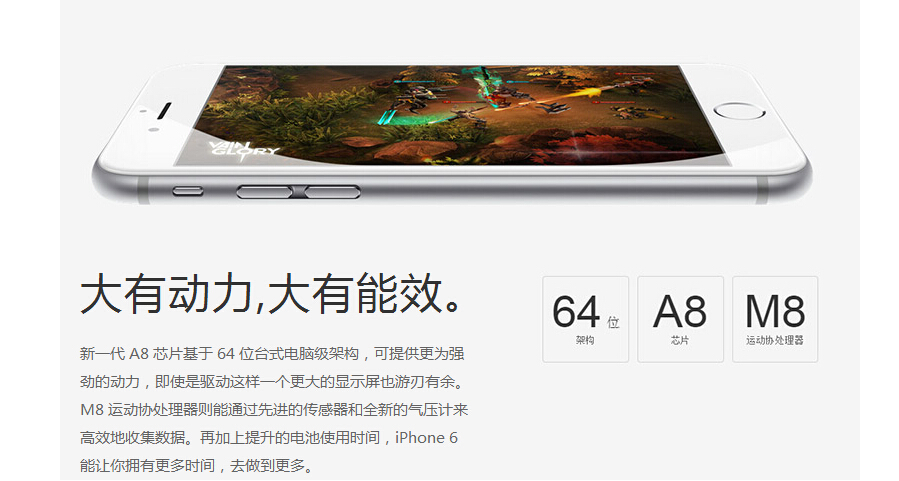 VAIN
GLORY
大有动力,大有能效。
64 位
架构
A8
芯片
M8
运动协处理器
新一代 A8 芯片基于 64 位台式电脑级架构，可提供更为强
劲的动力，即使是驱动这样一个更大的显示屏也游刃有余。
M8 运动协处理器则能通过先进的传感器和全新的气压计来
高效地收集数据。再加上提升的电池使用时间，iPhone 6
能让你拥有更多时间，去做到更多。